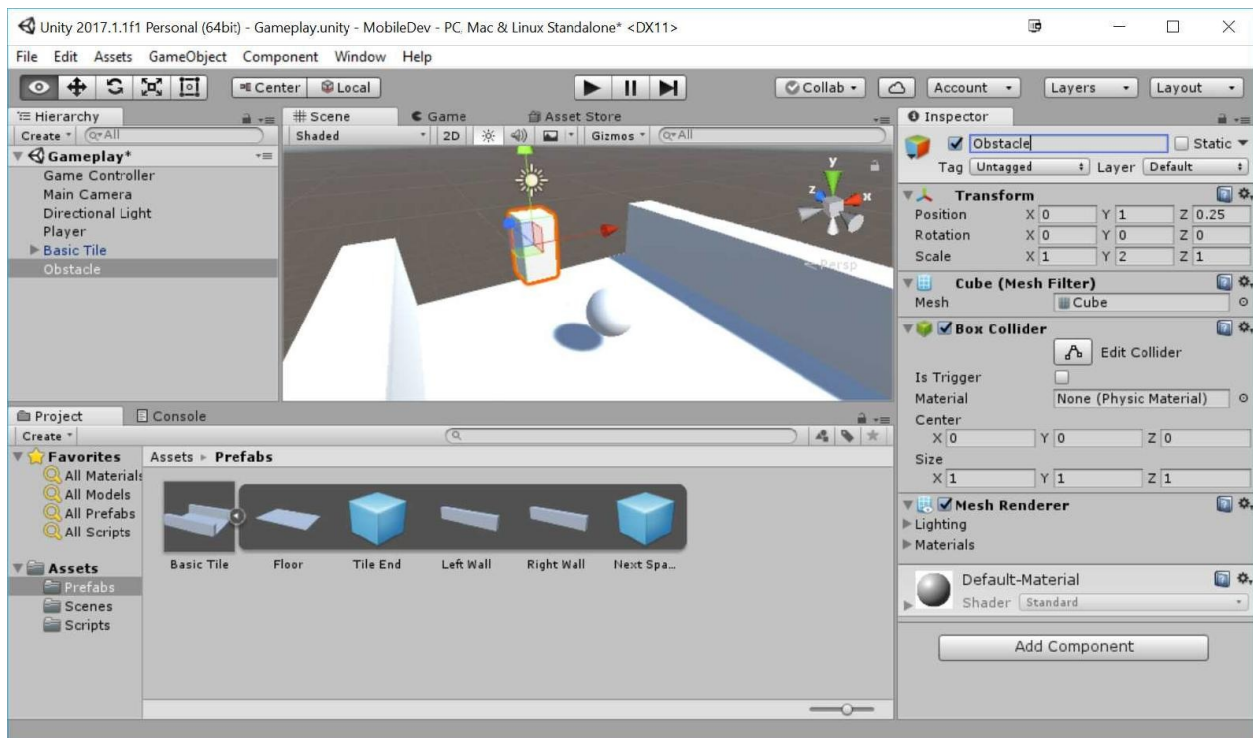 Unity 2017.1.1f1 Personal (64bit) - Gameplay.unity - MobileDev - PC, Mac & Linux Standalone* <DX11>
File Edit Assets GameObject Component Window Help
Center Local Collab Account Layers Layout
Hierarchy
Create All
Gameplay*
Game Controller
Main Camera
Directional Light
Player
Basic Tile
Obstacle
Scene Game Asset Store
Shaded 2D Gizmos All
y
z x
Persp
Inspector
Obstacle Static
Tag Untagged Layer Default
Transform
Position X 0 Y 1 Z 0.25
Rotation X 0 Y 0 Z 0
Scale X 1 Y 2 Z 1
Cube (Mesh Filter)
Mesh Cube
Box Collider
Edit Collider
Is Trigger
Material None (Physic Material)
Center
X 0 Y 0 Z 0
Size
X 1 Y 1 Z 1
Mesh Renderer
Lighting
Materials
Default-Material
Shader Standard
Add Component
Project Console
Create
Favorites
All Materials
All Models
All Prefabs
All Scripts
Assets
Prefabs
Scenes
Scripts
Assets Prefabs
Basic Tile Floor Tile End Left Wall Right Wall Next Spa...